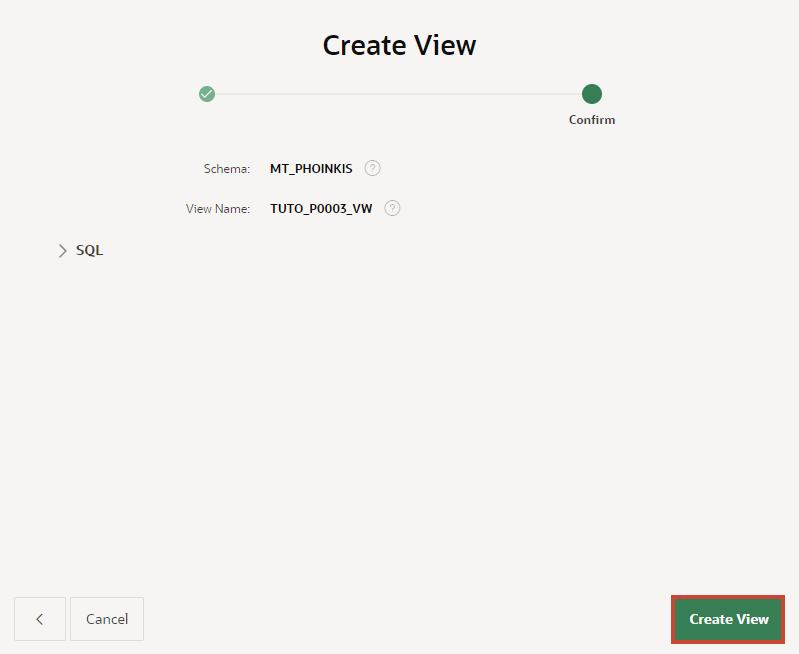 Create View
Confirm
Schema: MT_PHOINKIS ?
View Name: TUTO_P0003_VW ?
SQL
Cancel
Create View